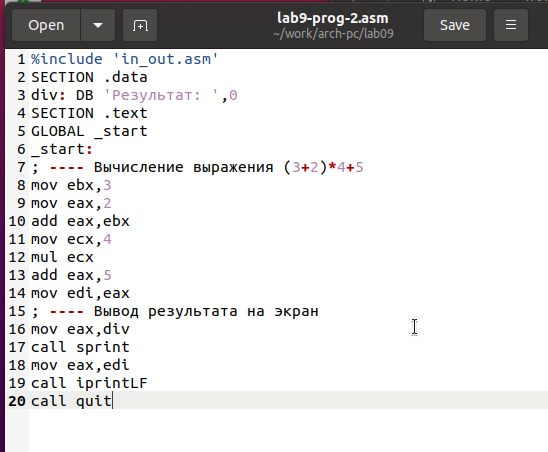 Open
lab9-prog-2.asm
~/work/arch-pc/lab09
Save
1 %include 'in_out.asm'
2 SECTION .data
3 div: DB 'Результат: ',0
4 SECTION .text
5 GLOBAL _start
6 _start:
7 ; ---- Вычисление выражения (3+2)*4+5
8 mov ebx,3
9 mov eax,2
10 add eax,ebx
11 mov ecx,4
12 mul ecx
13 add eax,5
14 mov edi,eax
15 ; ---- Вывод результата на экран
16 mov eax,div
17 call sprint
18 mov eax,edi
19 call iprintLF
20 call quit